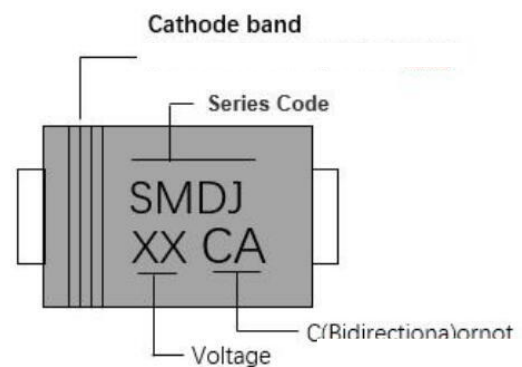 Cathode band
Series Code
SMDJ
XX CA
C(Bidirectiona)ornot
Voltage